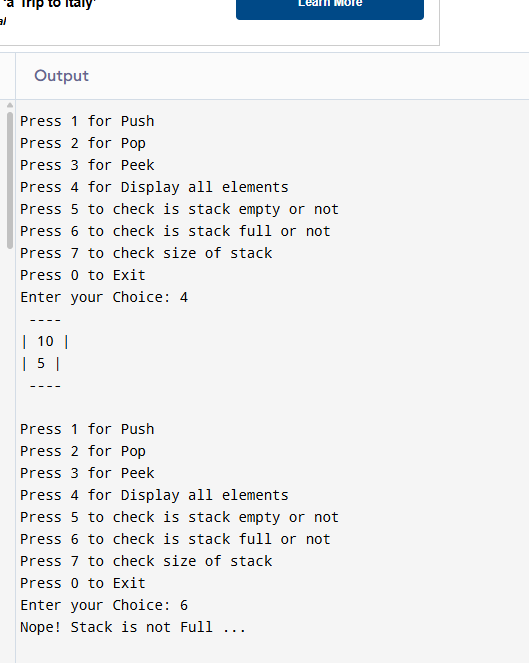 'a Trip to Italy'
al
Learn More
Output
Press 1 for Push
Press 2 for Pop
Press 3 for Peek
Press 4 for Display all elements
Press 5 to check is stack empty or not
Press 6 to check is stack full or not
Press 7 to check size of stack
Press 0 to Exit
Enter your Choice: 4
 ----
| 10 |
| 5 |
 ----
Press 1 for Push
Press 2 for Pop
Press 3 for Peek
Press 4 for Display all elements
Press 5 to check is stack empty or not
Press 6 to check is stack full or not
Press 7 to check size of stack
Press 0 to Exit
Enter your Choice: 6
Nope! Stack is not Full ...